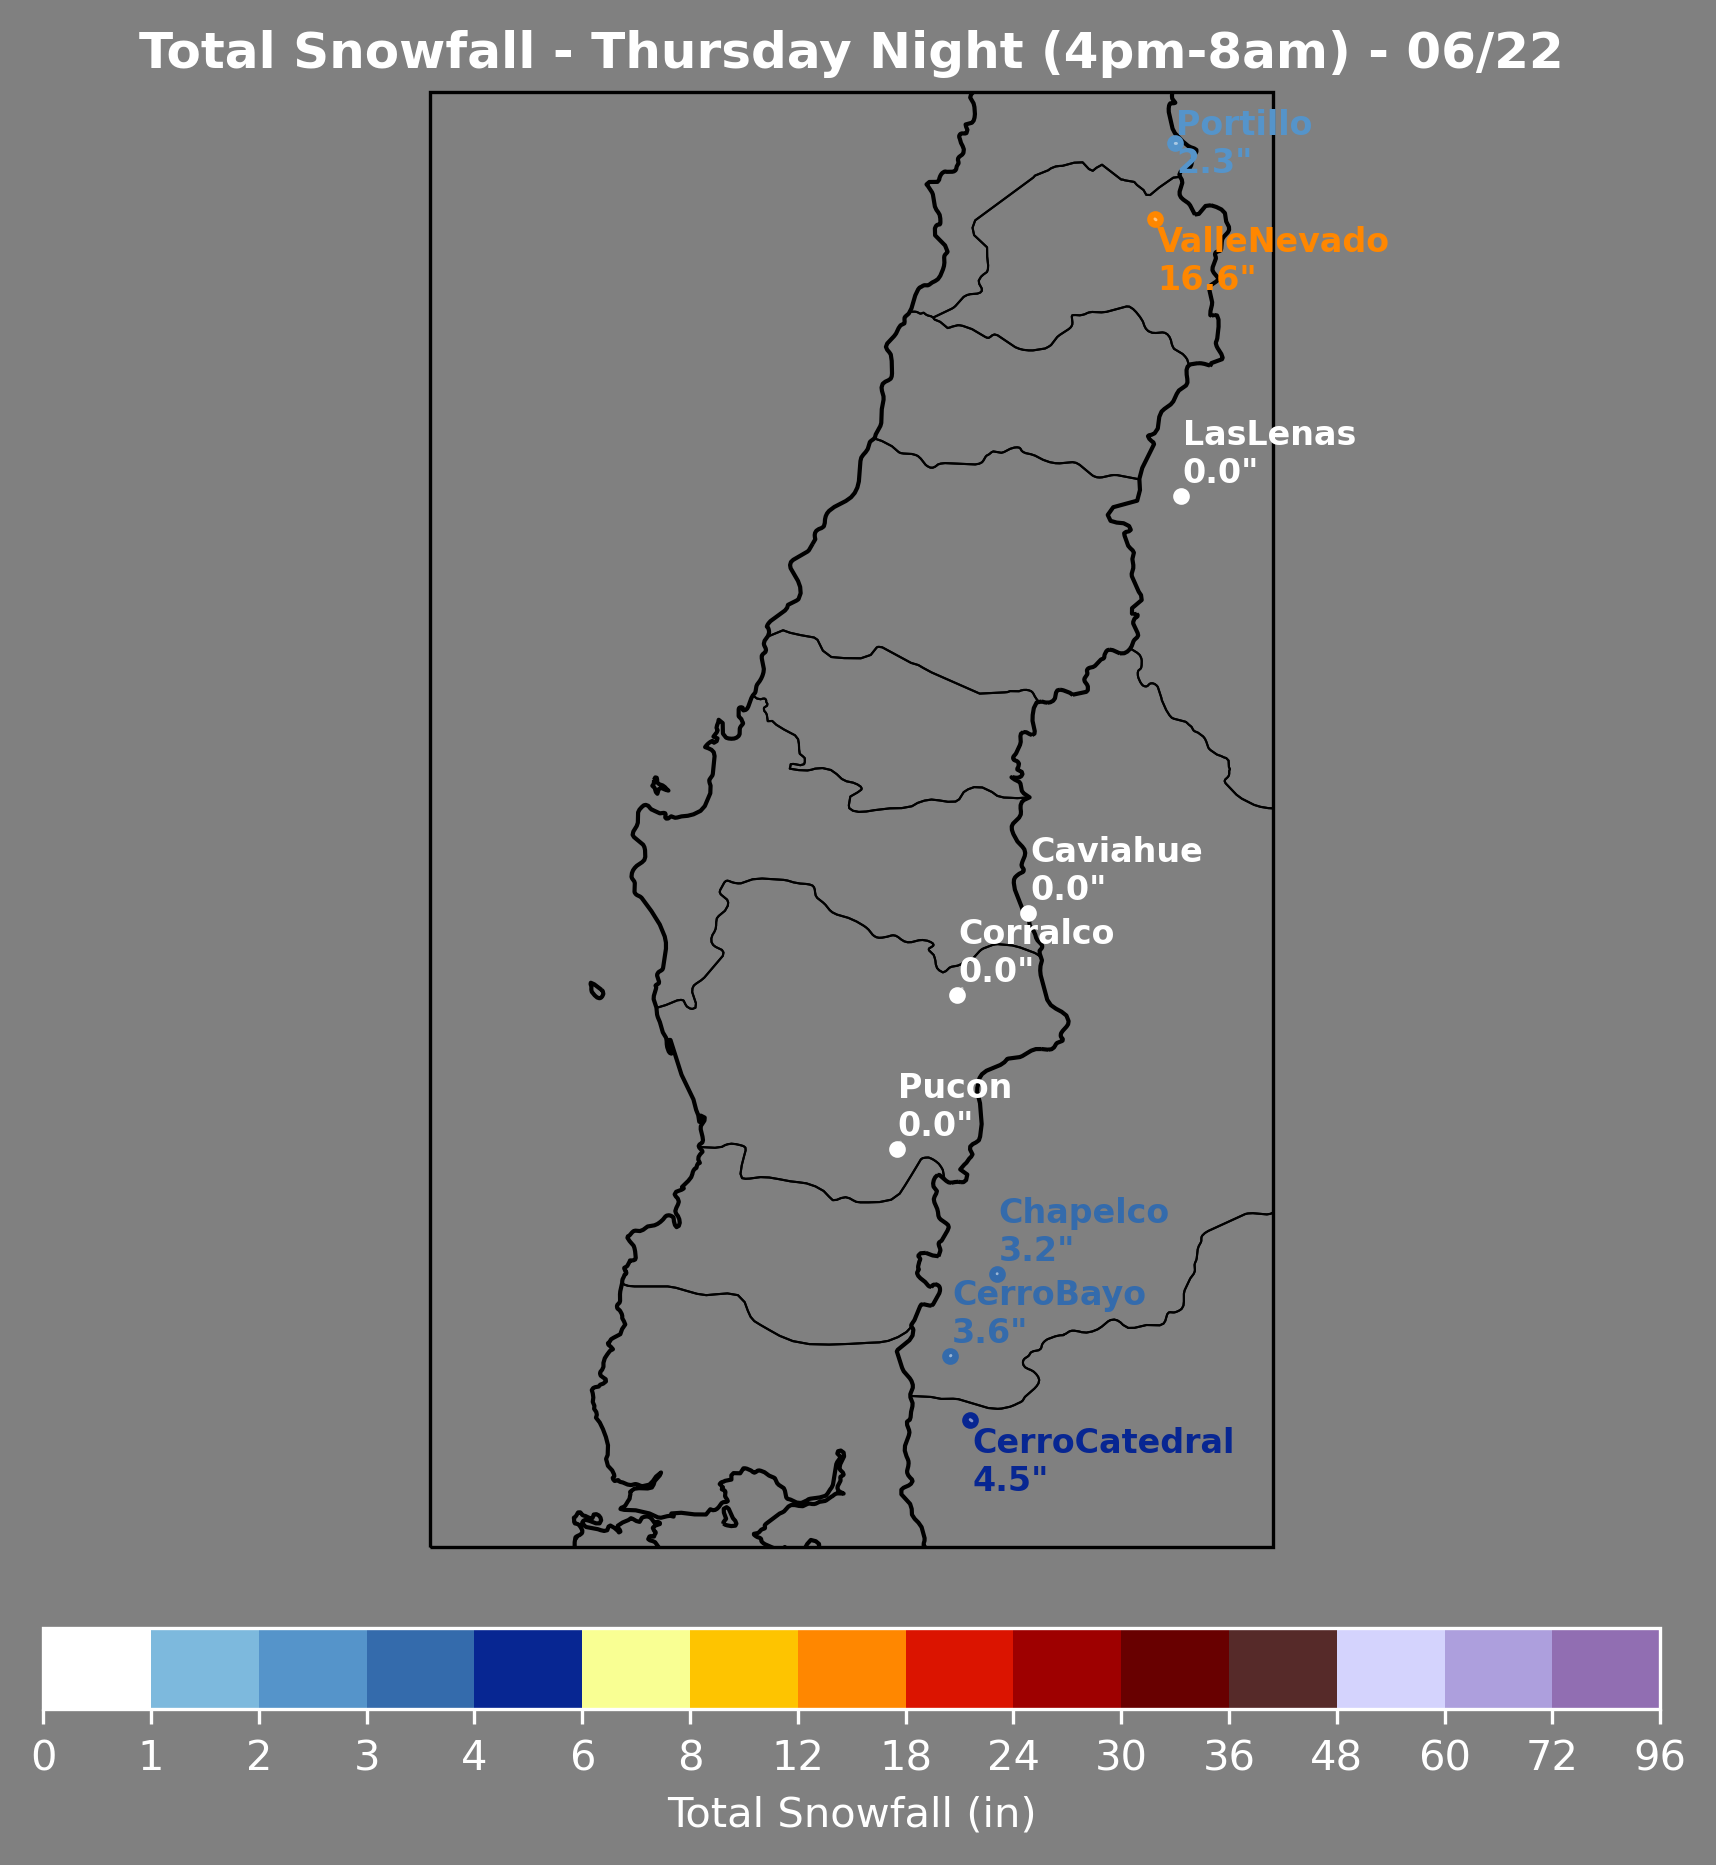 Total Snowfall - Thursday Night (4pm-8am) - 06/22
Portillo
2.3"
ValleNevado
16.6"
LasLenas
0.0"
Caviahue
0.0"
Corralco
0.0"
Pucon
0.0"
Chapelco
3.2"
CerroBayo
3.6"
CerroCatedral
4.5"
0 1 2 3 4 6 8 12 18 24 30 36 48 60 72 96
Total Snowfall (in)